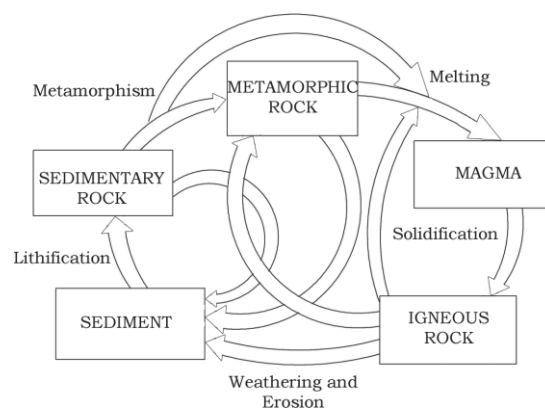 Metamorphism
METAMORPHIC
ROCK
Melting
SEDIMENTARY
ROCK
MAGMA
Lithification
Solidification
SEDIMENT
IGNEOUS
ROCK
Weathering and
Erosion